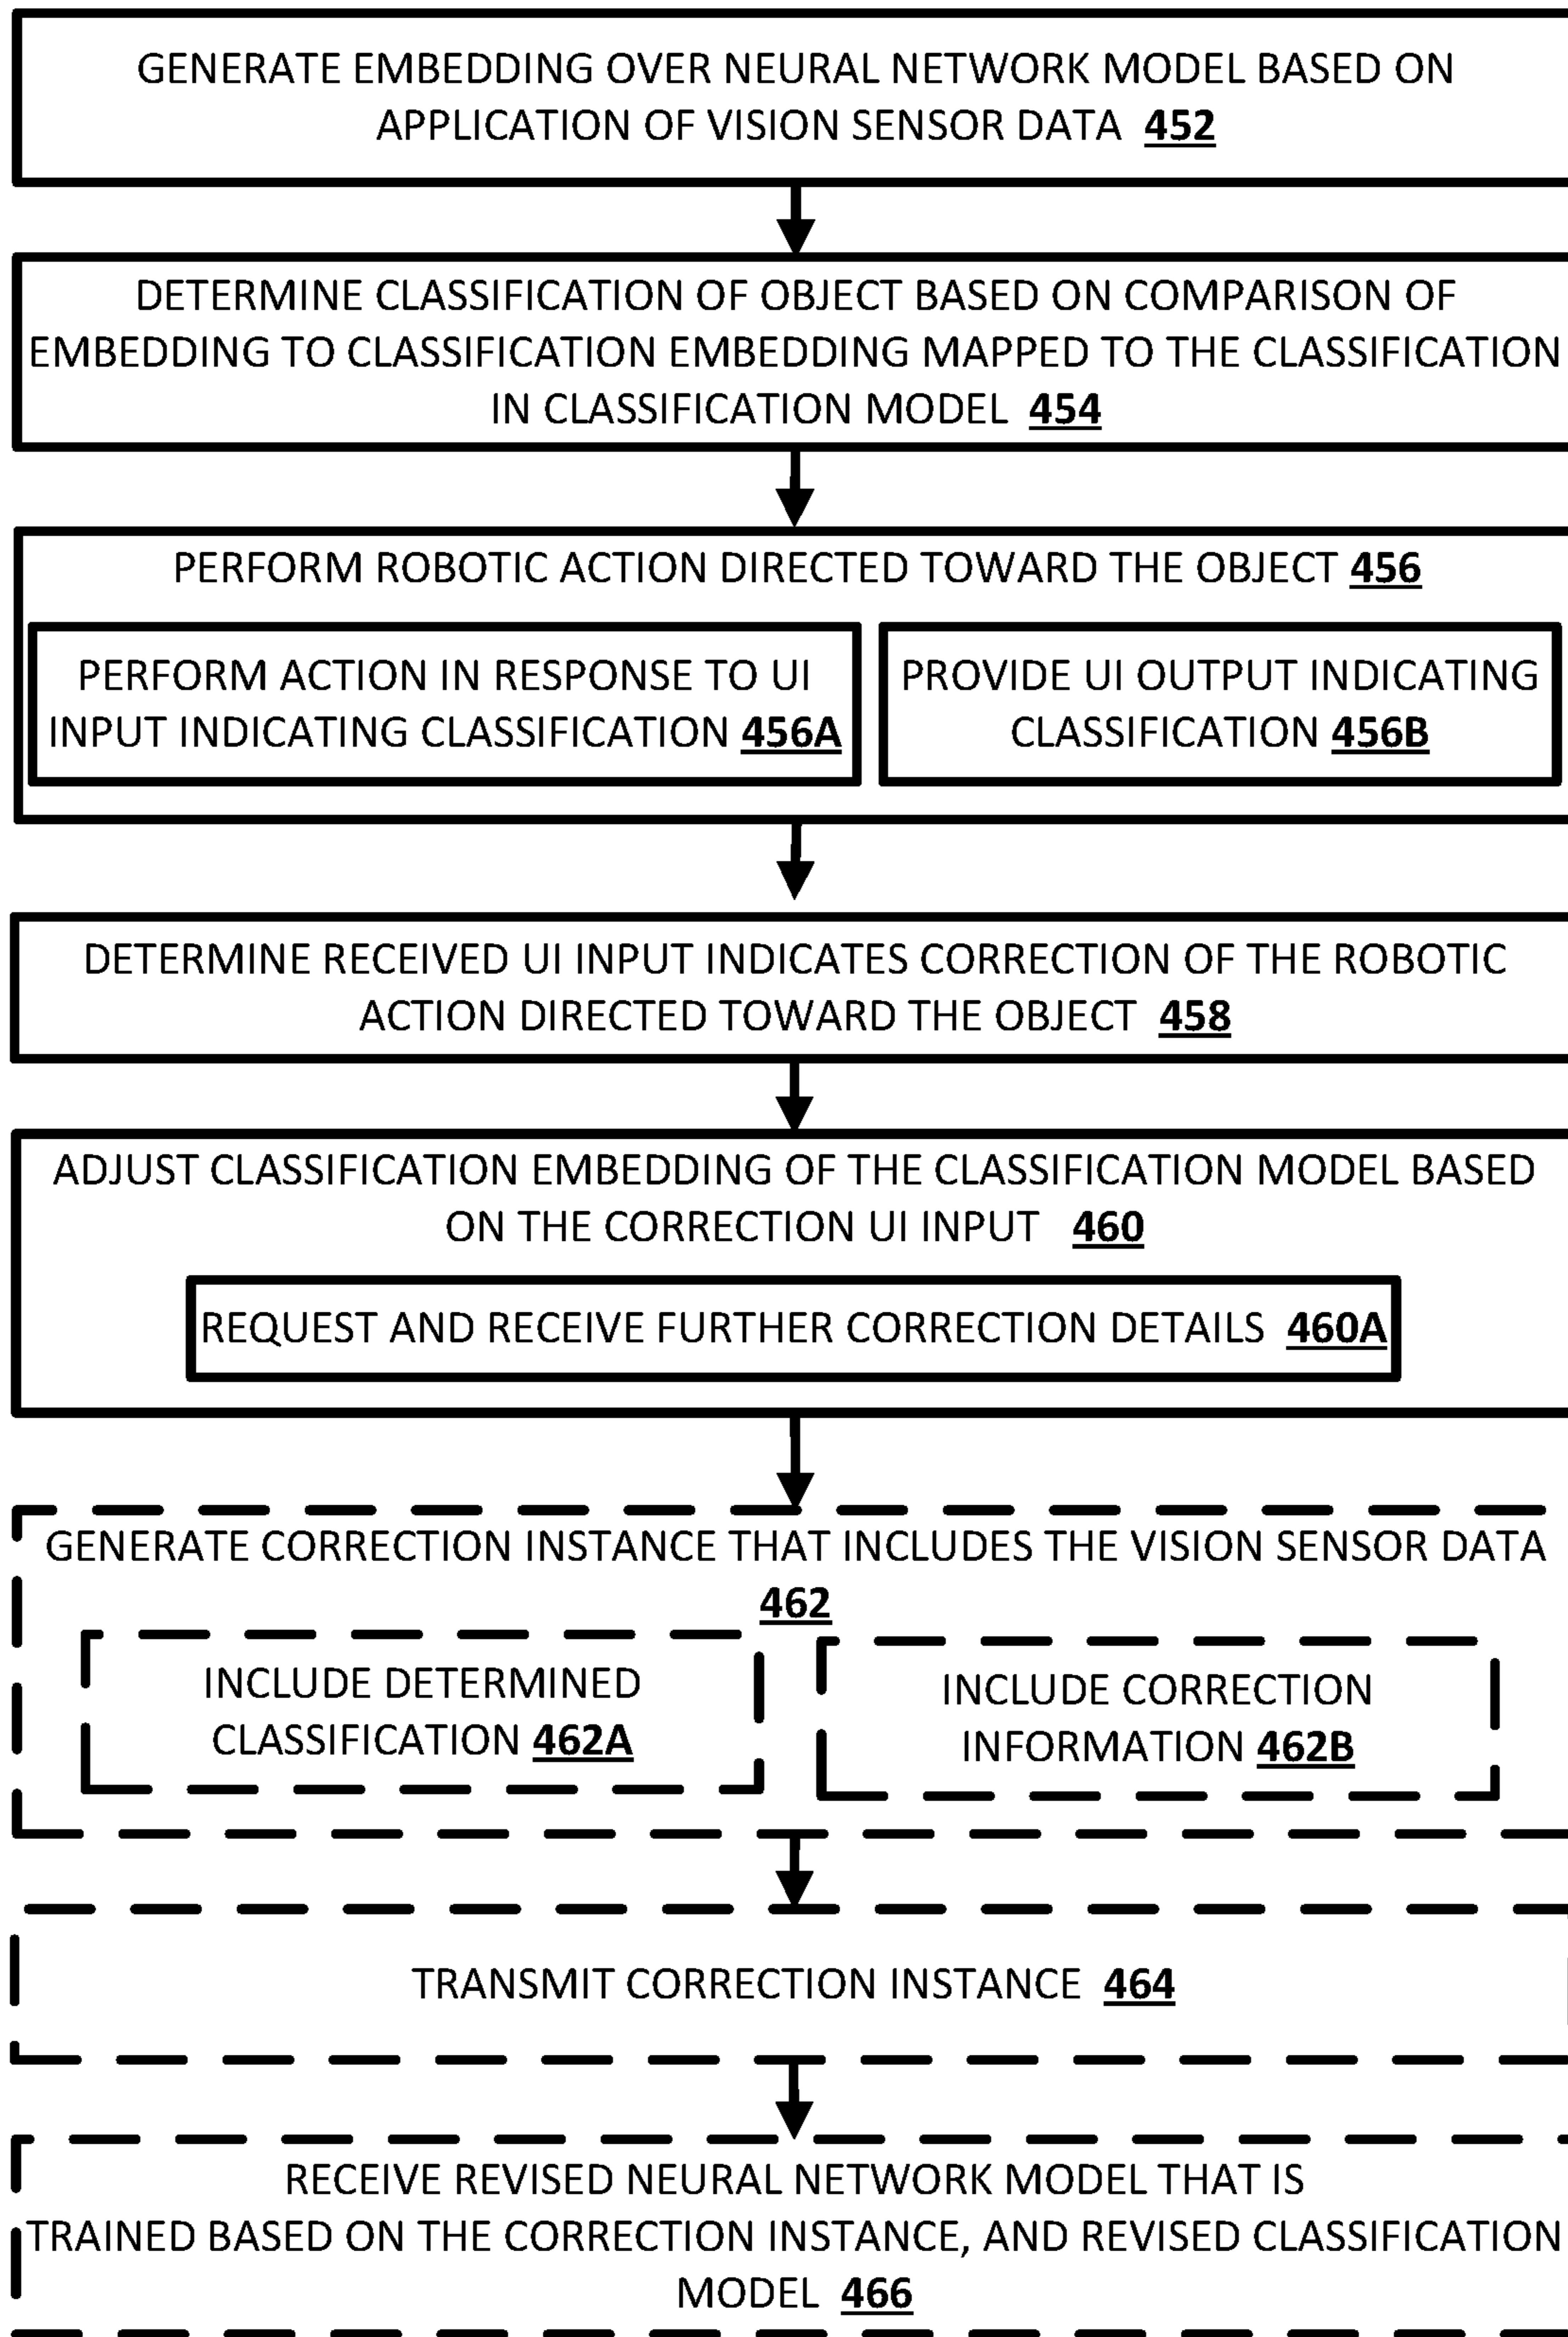 GENERATE EMBEDDING OVER NEURAL NETWORK MODEL BASED ON
APPLICATION OF VISION SENSOR DATA 452
DETERMINE CLASSIFICATION OF OBJECT BASED ON COMPARISON OF
EMBEDDING TO CLASSIFICATION EMBEDDING MAPPED TO THE CLASSIFICATION
IN CLASSIFICATION MODEL 454
PERFORM ROBOTIC ACTION DIRECTED TOWARD THE OBJECT 456
PERFORM ACTION IN RESPONSE TO UI
INPUT INDICATING CLASSIFICATION 456A
PROVIDE UI OUTPUT INDICATING
CLASSIFICATION 456B
DETERMINE RECEIVED UI INPUT INDICATES CORRECTION OF THE ROBOTIC
ACTION DIRECTED TOWARD THE OBJECT 458
ADJUST CLASSIFICATION EMBEDDING OF THE CLASSIFICATION MODEL BASED
ON THE CORRECTION UI INPUT 460
REQUEST AND RECEIVE FURTHER CORRECTION DETAILS 460A
GENERATE CORRECTION INSTANCE THAT INCLUDES THE VISION SENSOR DATA
462
INCLUDE DETERMINED
CLASSIFICATION 462A
INCLUDE CORRECTION
INFORMATION 462B
TRANSMIT CORRECTION INSTANCE 464
RECEIVE REVISED NEURAL NETWORK MODEL THAT IS
TRAINED BASED ON THE CORRECTION INSTANCE, AND REVISED CLASSIFICATION
MODEL 466